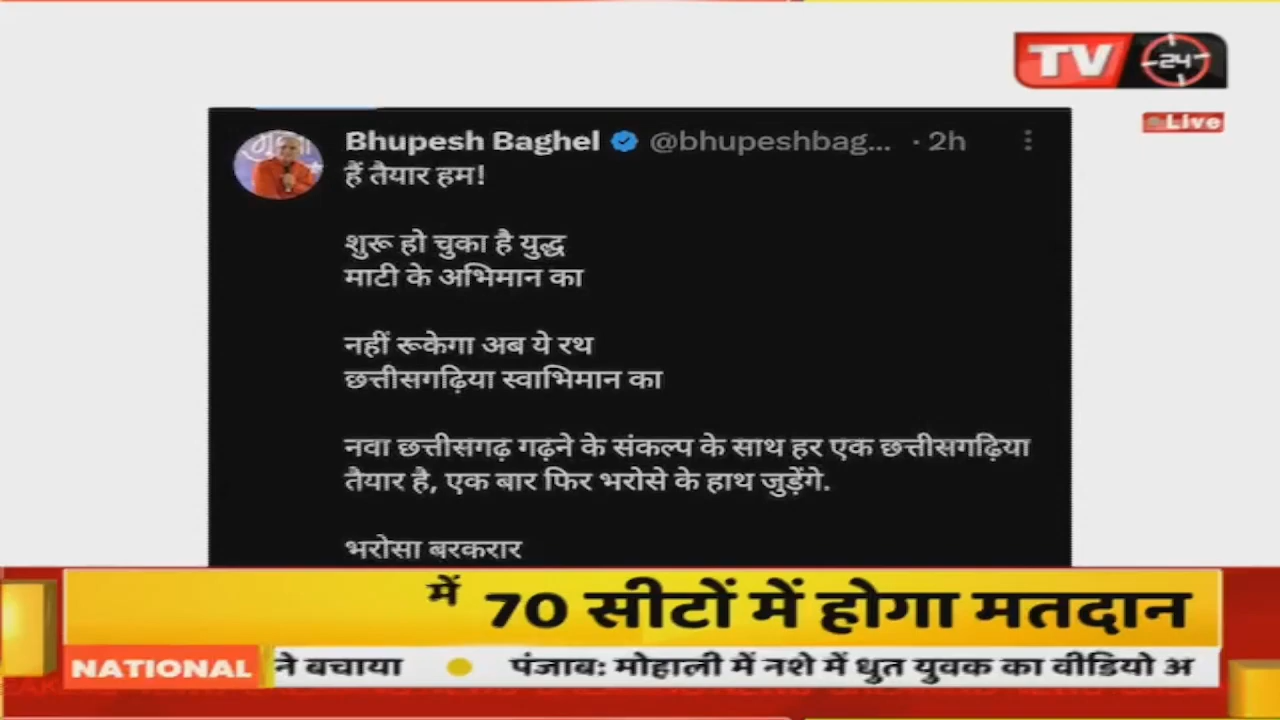 TV 24
Live
Bhupesh Baghel @bhupeshbag... · 2h
हैं तैयार हम!
शुरू हो चुका है युद्ध
माटी के अभिमान का
नहीं रूकेगा अब ये रथ
छत्तीसगढ़िया स्वाभिमान का
नवा छत्तीसगढ़ गढ़ने के संकल्प के साथ हर एक छत्तीसगढ़िया
तैयार है, एक बार फिर भरोसे के हाथ जुड़ेंगे.
भरोसा बरकरार
में 70 सीटों में होगा मतदान
NATIONAL ने बचाया पंजाब: मोहाली में नशे में धुत युवक का वीडियो अ